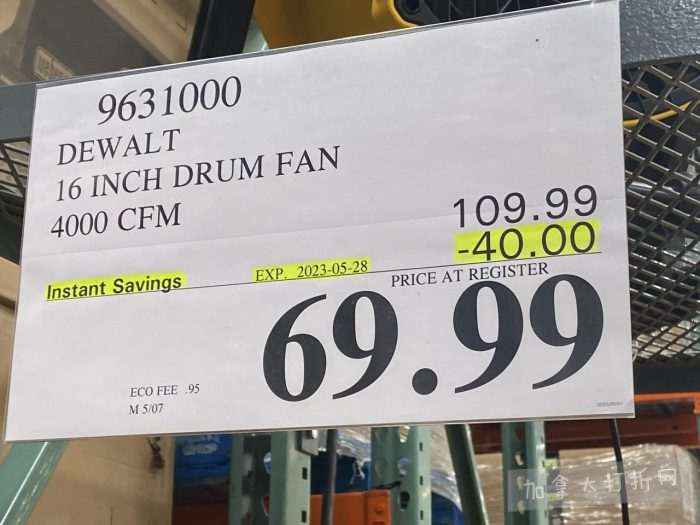 9631000
DEWALT
16 INCH DRUM FAN
4000 CFM
109.99
-40.00
Instant Savings EXP. 2023-05-28 PRICE AT REGISTER
69.99
ECO FEE .95
M 5/07
加拿大打折网